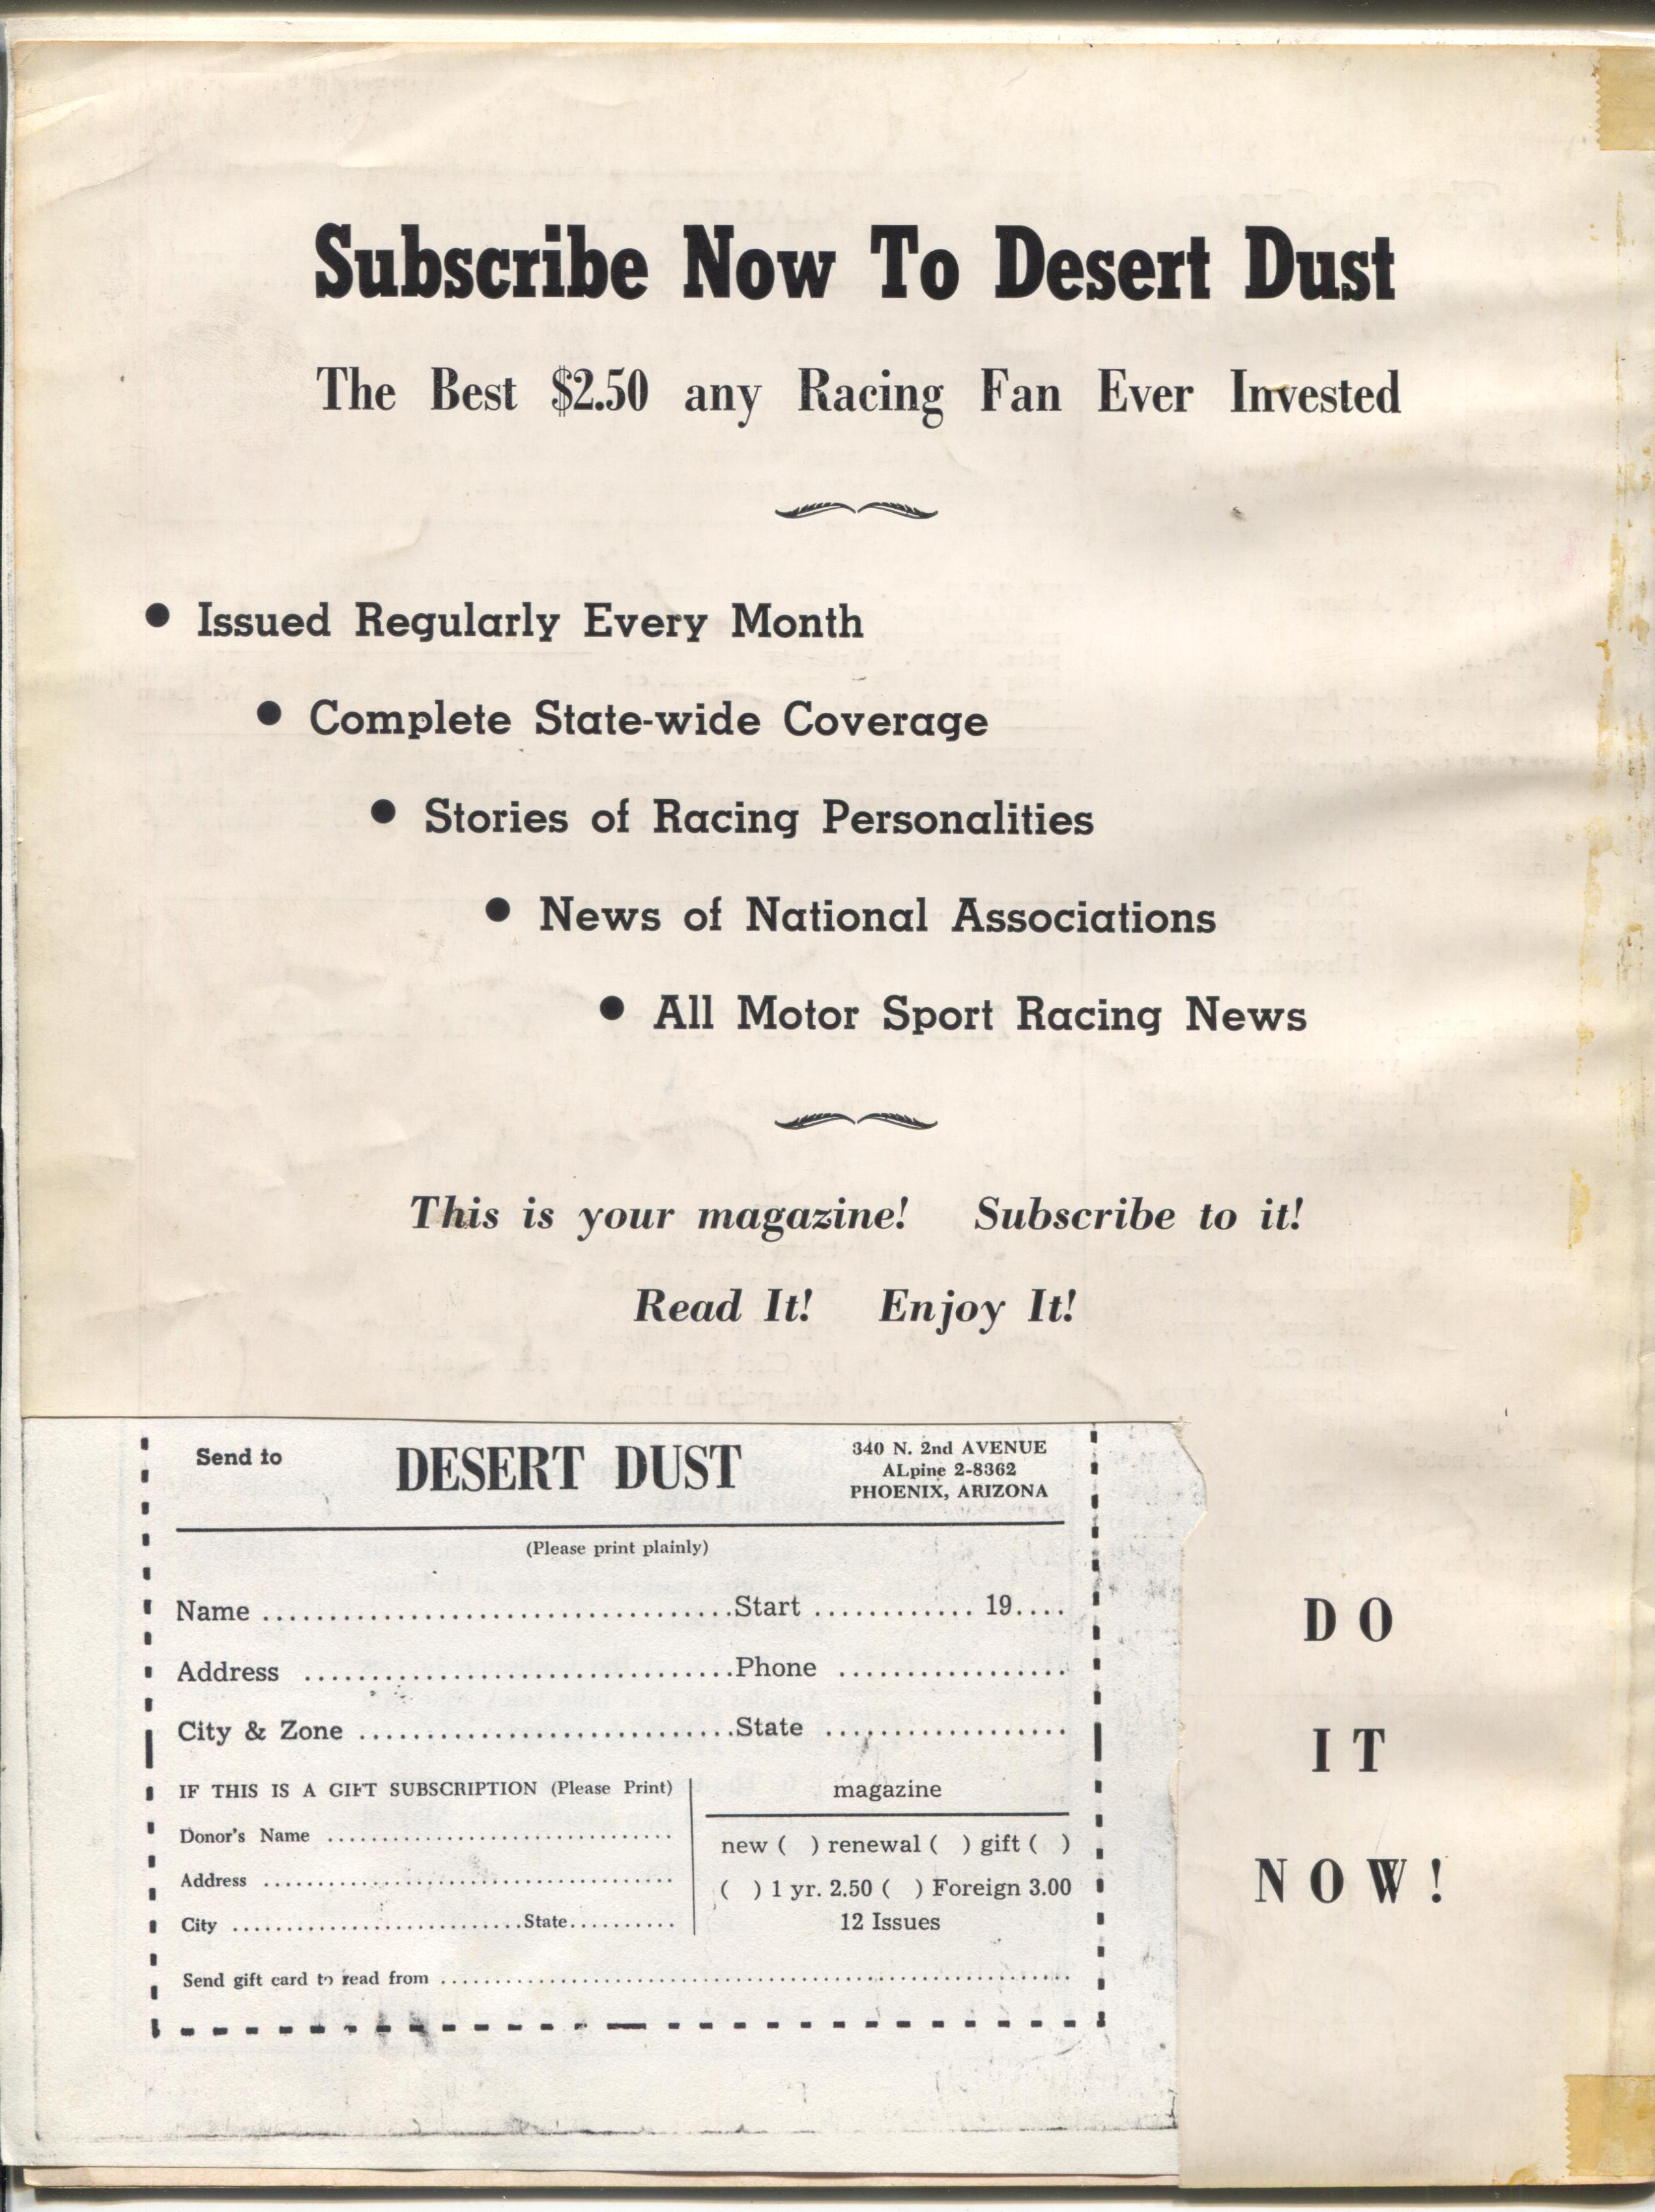 Subscribe Now To Desert Dust
The Best $2.50 any Racing Fan Ever Invested
● Issued Regularly Every Month
● Complete State-wide Coverage
● Stories of Racing Personalities
● News of National Associations
● All Motor Sport Racing News
This is your magazine! Subscribe to it!
Read It! Enjoy It!
Send to DESERT DUST
340 N. 2nd AVENUE
ALpine 2-8362
PHOENIX, ARIZONA
(Please print plainly)
Name ................................... Start ............ 19....
Address ................................ Phone .................
City & Zone ............................ State ..................
IF THIS IS A GIFT SUBSCRIPTION (Please Print)
Donor's Name ................................
Address ......................................
City ........................... State..........
magazine
new ( ) renewal ( ) gift ( )
( ) 1 yr. 2.50 ( ) Foreign 3.00
12 Issues
Send gift card to read from ..............................................................
DO
IT
NOW!